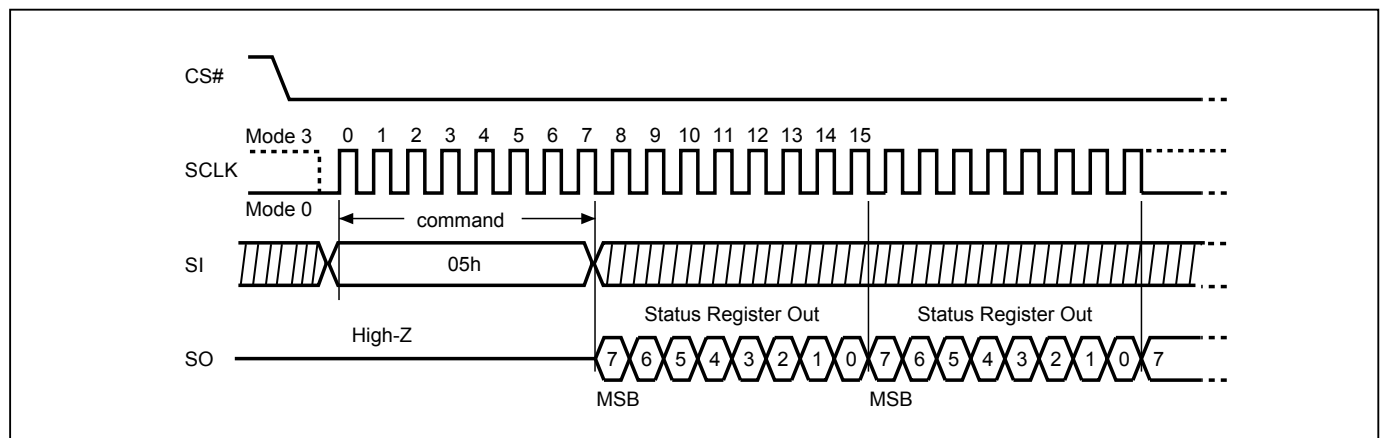 CS#
Mode 3 0 1 2 3 4 5 6 7 8 9 10 11 12 13 14 15
SCLK
Mode 0
command
SI 05h
Status Register Out Status Register Out
High-Z
SO 7 6 5 4 3 2 1 0 7 6 5 4 3 2 1 0 7
MSB MSB